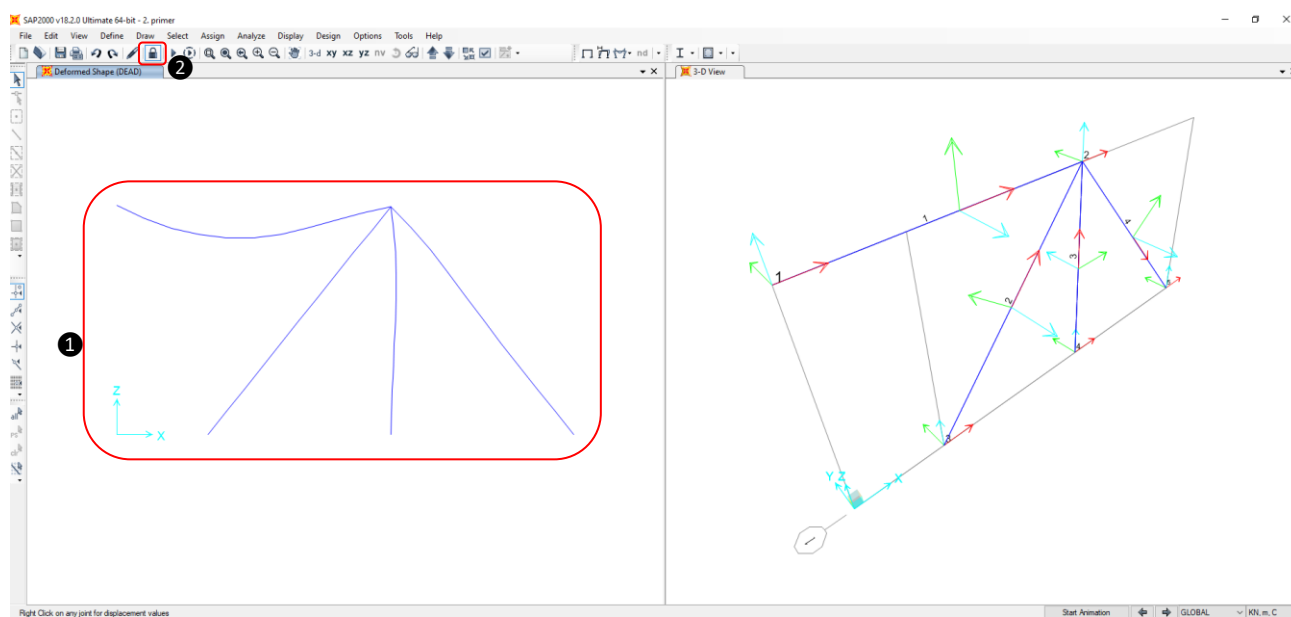 SAP2000 v18.2.0 Ultimate 64-bit - 2. primer
File Edit View Define Draw Select Assign Analyze Display Design Options Tools Help
3-d xy xz yz nv nd
2
Deformed Shape (DEAD)
3-D View
1
Z
X
1
1
2
2
3
4
3
4
Y Z X
all
Right Click on any joint for displacement values
Start Animation GLOBAL KN, m, C